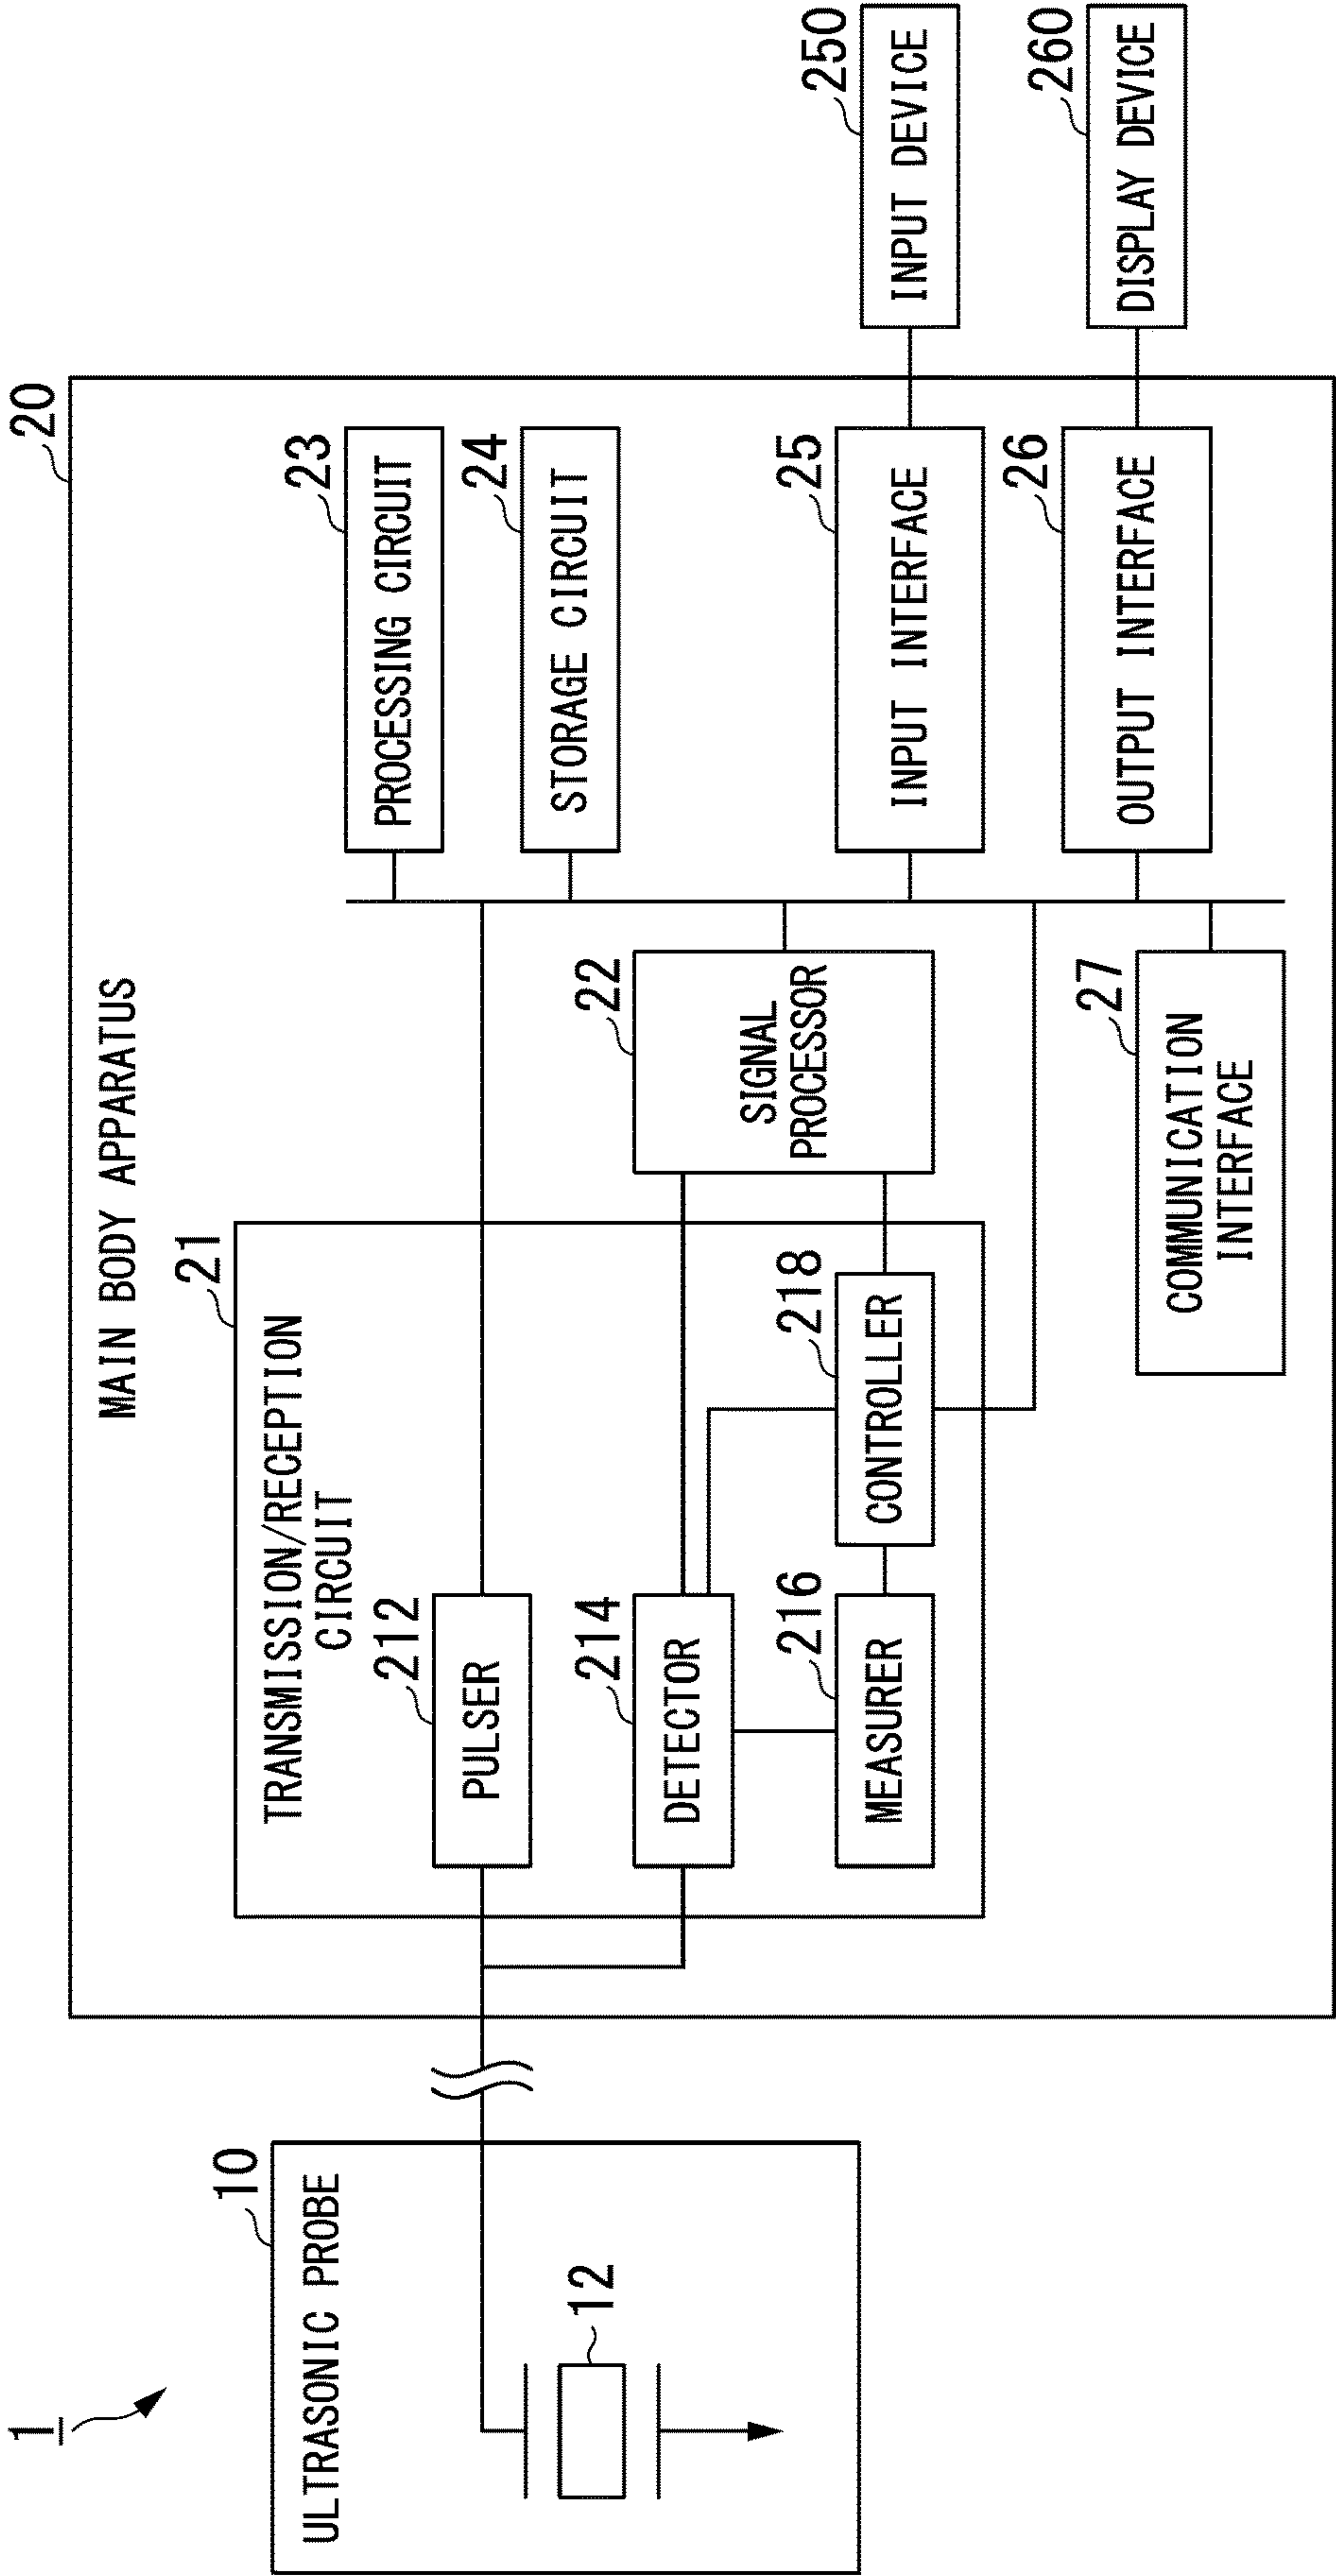 1
10
ULTRASONIC PROBE
12
20
MAIN BODY APPARATUS
21
TRANSMISSION/RECEPTION
CIRCUIT
212
PULSER
214
DETECTOR
216
MEASURER
218
CONTROLLER
22
SIGNAL
PROCESSOR
23
PROCESSING CIRCUIT
24
STORAGE CIRCUIT
25
INPUT INTERFACE
26
OUTPUT INTERFACE
27
COMMUNICATION
INTERFACE
250
INPUT DEVICE
260
DISPLAY DEVICE